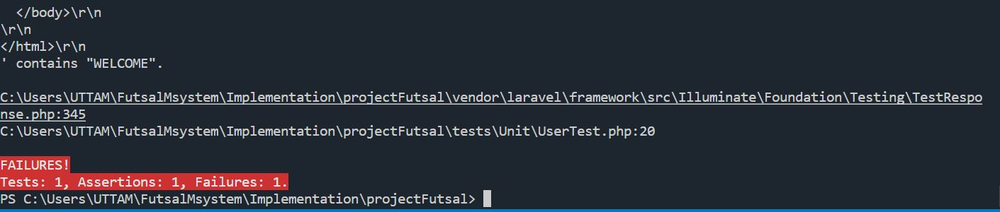 </body>\r\n
\r\n
</html>\r\n
' contains "WELCOME".
C:\Users\UTTAM\FutsalMsystem\Implementation\projectFutsal\vendor\laravel\framework\src\Illuminate\Foundation\Testing\TestRespo
nse.php:345
C:\Users\UTTAM\FutsalMsystem\Implementation\projectFutsal\tests\Unit\UserTest.php:20
FAILURES!
Tests: 1, Assertions: 1, Failures: 1.
PS C:\Users\UTTAM\FutsalMsystem\Implementation\projectFutsal>